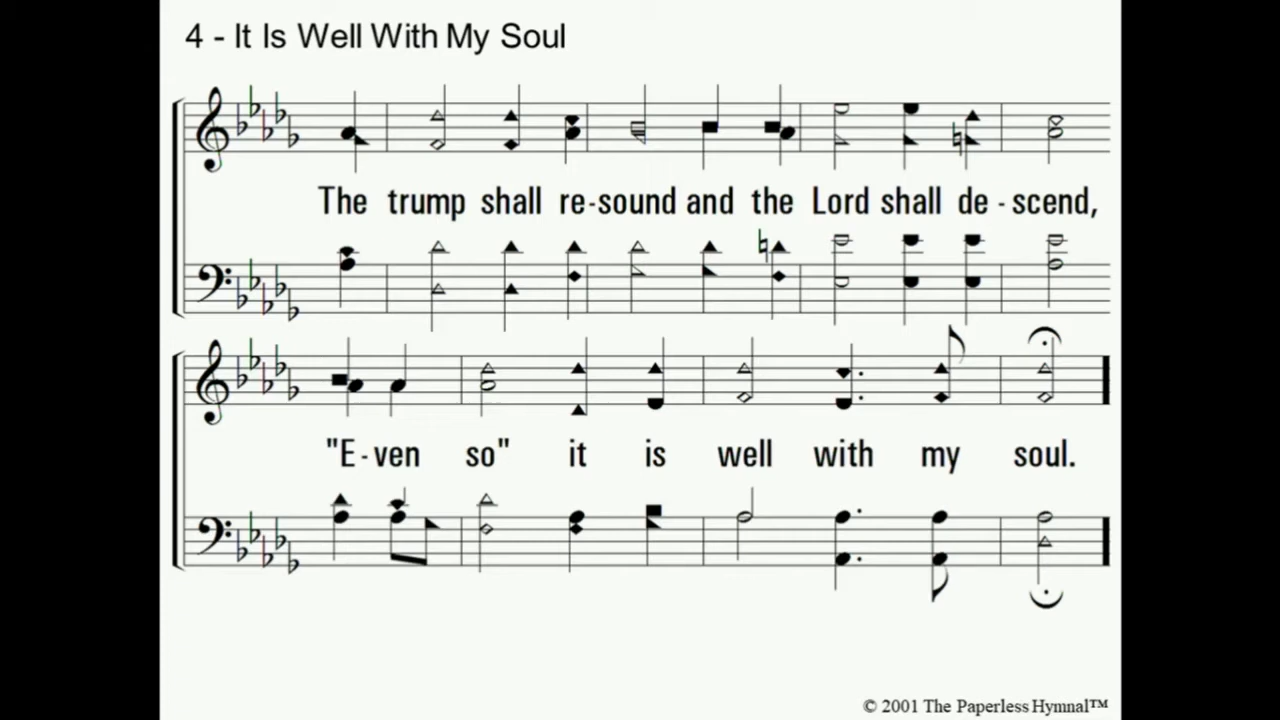 4 - It Is Well With My Soul
The trump shall re-sound and the Lord shall de - scend,
"E-ven so" it is well with my soul.
© 2001 The Paperless Hymnal™